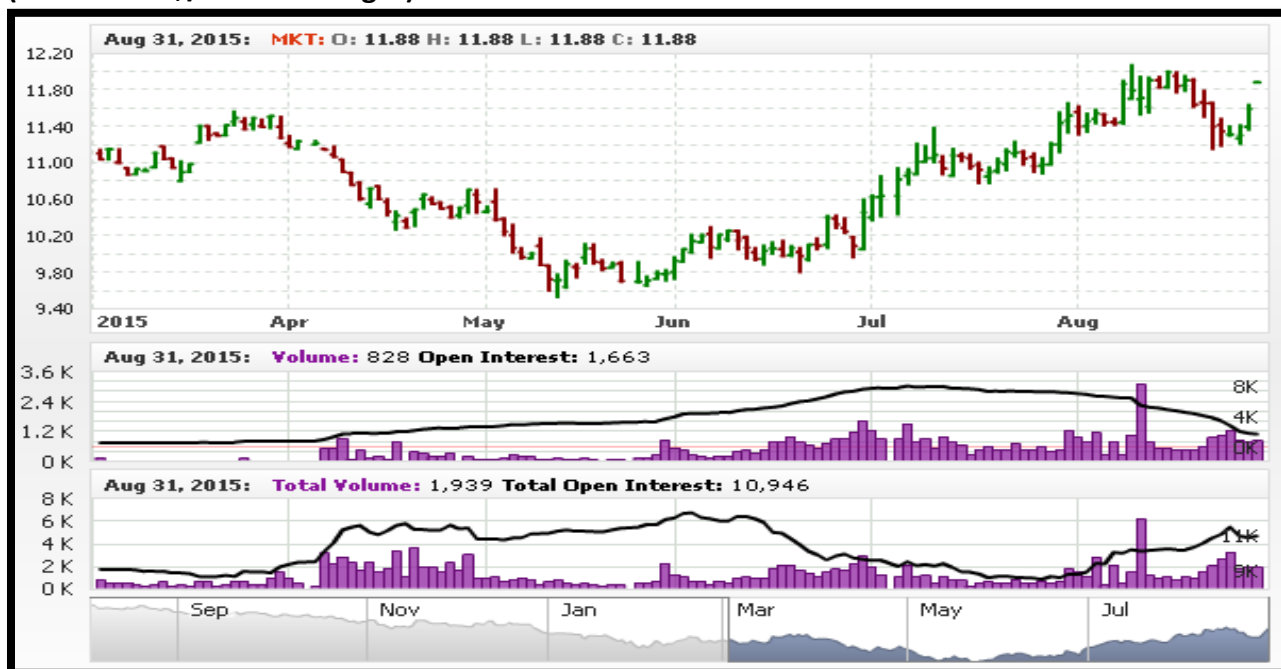 Aug 31, 2015: MKT: O: 11.88 H: 11.88 L: 11.88 C: 11.88
12.20
11.80
11.40
11.00
10.60
10.20
9.80
9.40
2015 Apr May Jun Jul Aug
Aug 31, 2015: Volume: 828 Open Interest: 1,663
3.6 K 8K
2.4 K 4K
1.2 K 0K
0 K
Aug 31, 2015: Total Volume: 1,939 Total Open Interest: 10,946
8 K
6 K
4 K 11K
2 K 9K
0 K
Sep Nov Jan Mar May Jul